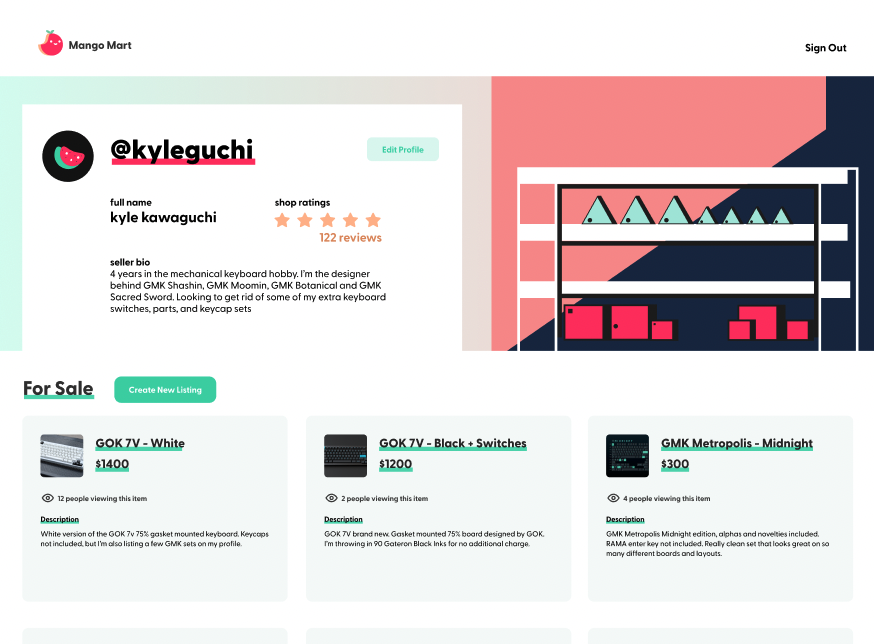 Mango Mart
Sign Out
@kyleguchi
Edit Profile
full name
kyle kawaguchi
shop ratings
122 reviews
seller bio
4 years in the mechanical keyboard hobby. I'm the designer
behind GMK Shashin, GMK Moomin, GMK Botanical and GMK
Sacred Sword. Looking to get rid of some of my extra keyboard
switches, parts, and keycap sets
For Sale
Create New Listing
GOK 7V - White
$1400
12 people viewing this item
Description
White version of the GOK 7v 75% gasket mounted keyboard. Keycaps
not included, but I'm also listing a few GMK sets on my profile.
GOK 7V - Black + Switches
$1200
2 people viewing this item
Description
GOK 7V brand new. Gasket mounted 75% board designed by GOK.
I'm throwing in 90 Gateron Black Inks for no additional charge.
GMK Metropolis - Midnight
$300
4 people viewing this item
Description
GMK Metropolis Midnight edition, alphas and novelties included.
RAMA enter key not included. Really clean set that looks great on so
many different boards and layouts.